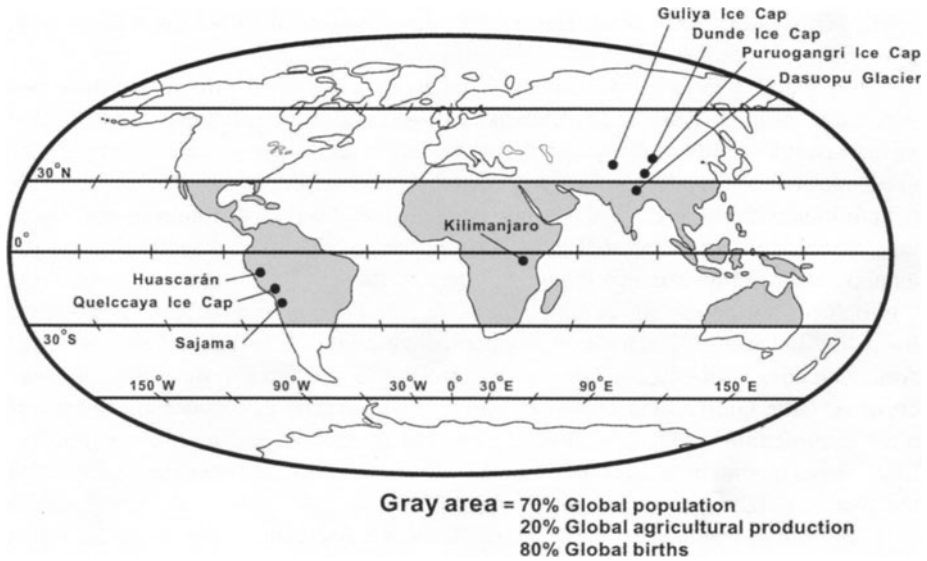 Guliya Ice Cap
Dunde Ice Cap
Puruogangri Ice Cap
Dasuopu Glacier
30°N
Kilimanjaro
0°
Huascarán
Quelccaya Ice Cap
30°S
Sajama
150°W 90°W 30°W 0° 30°E 90°E 150°E
Gray area = 70% Global population
20% Global agricultural production
80% Global births